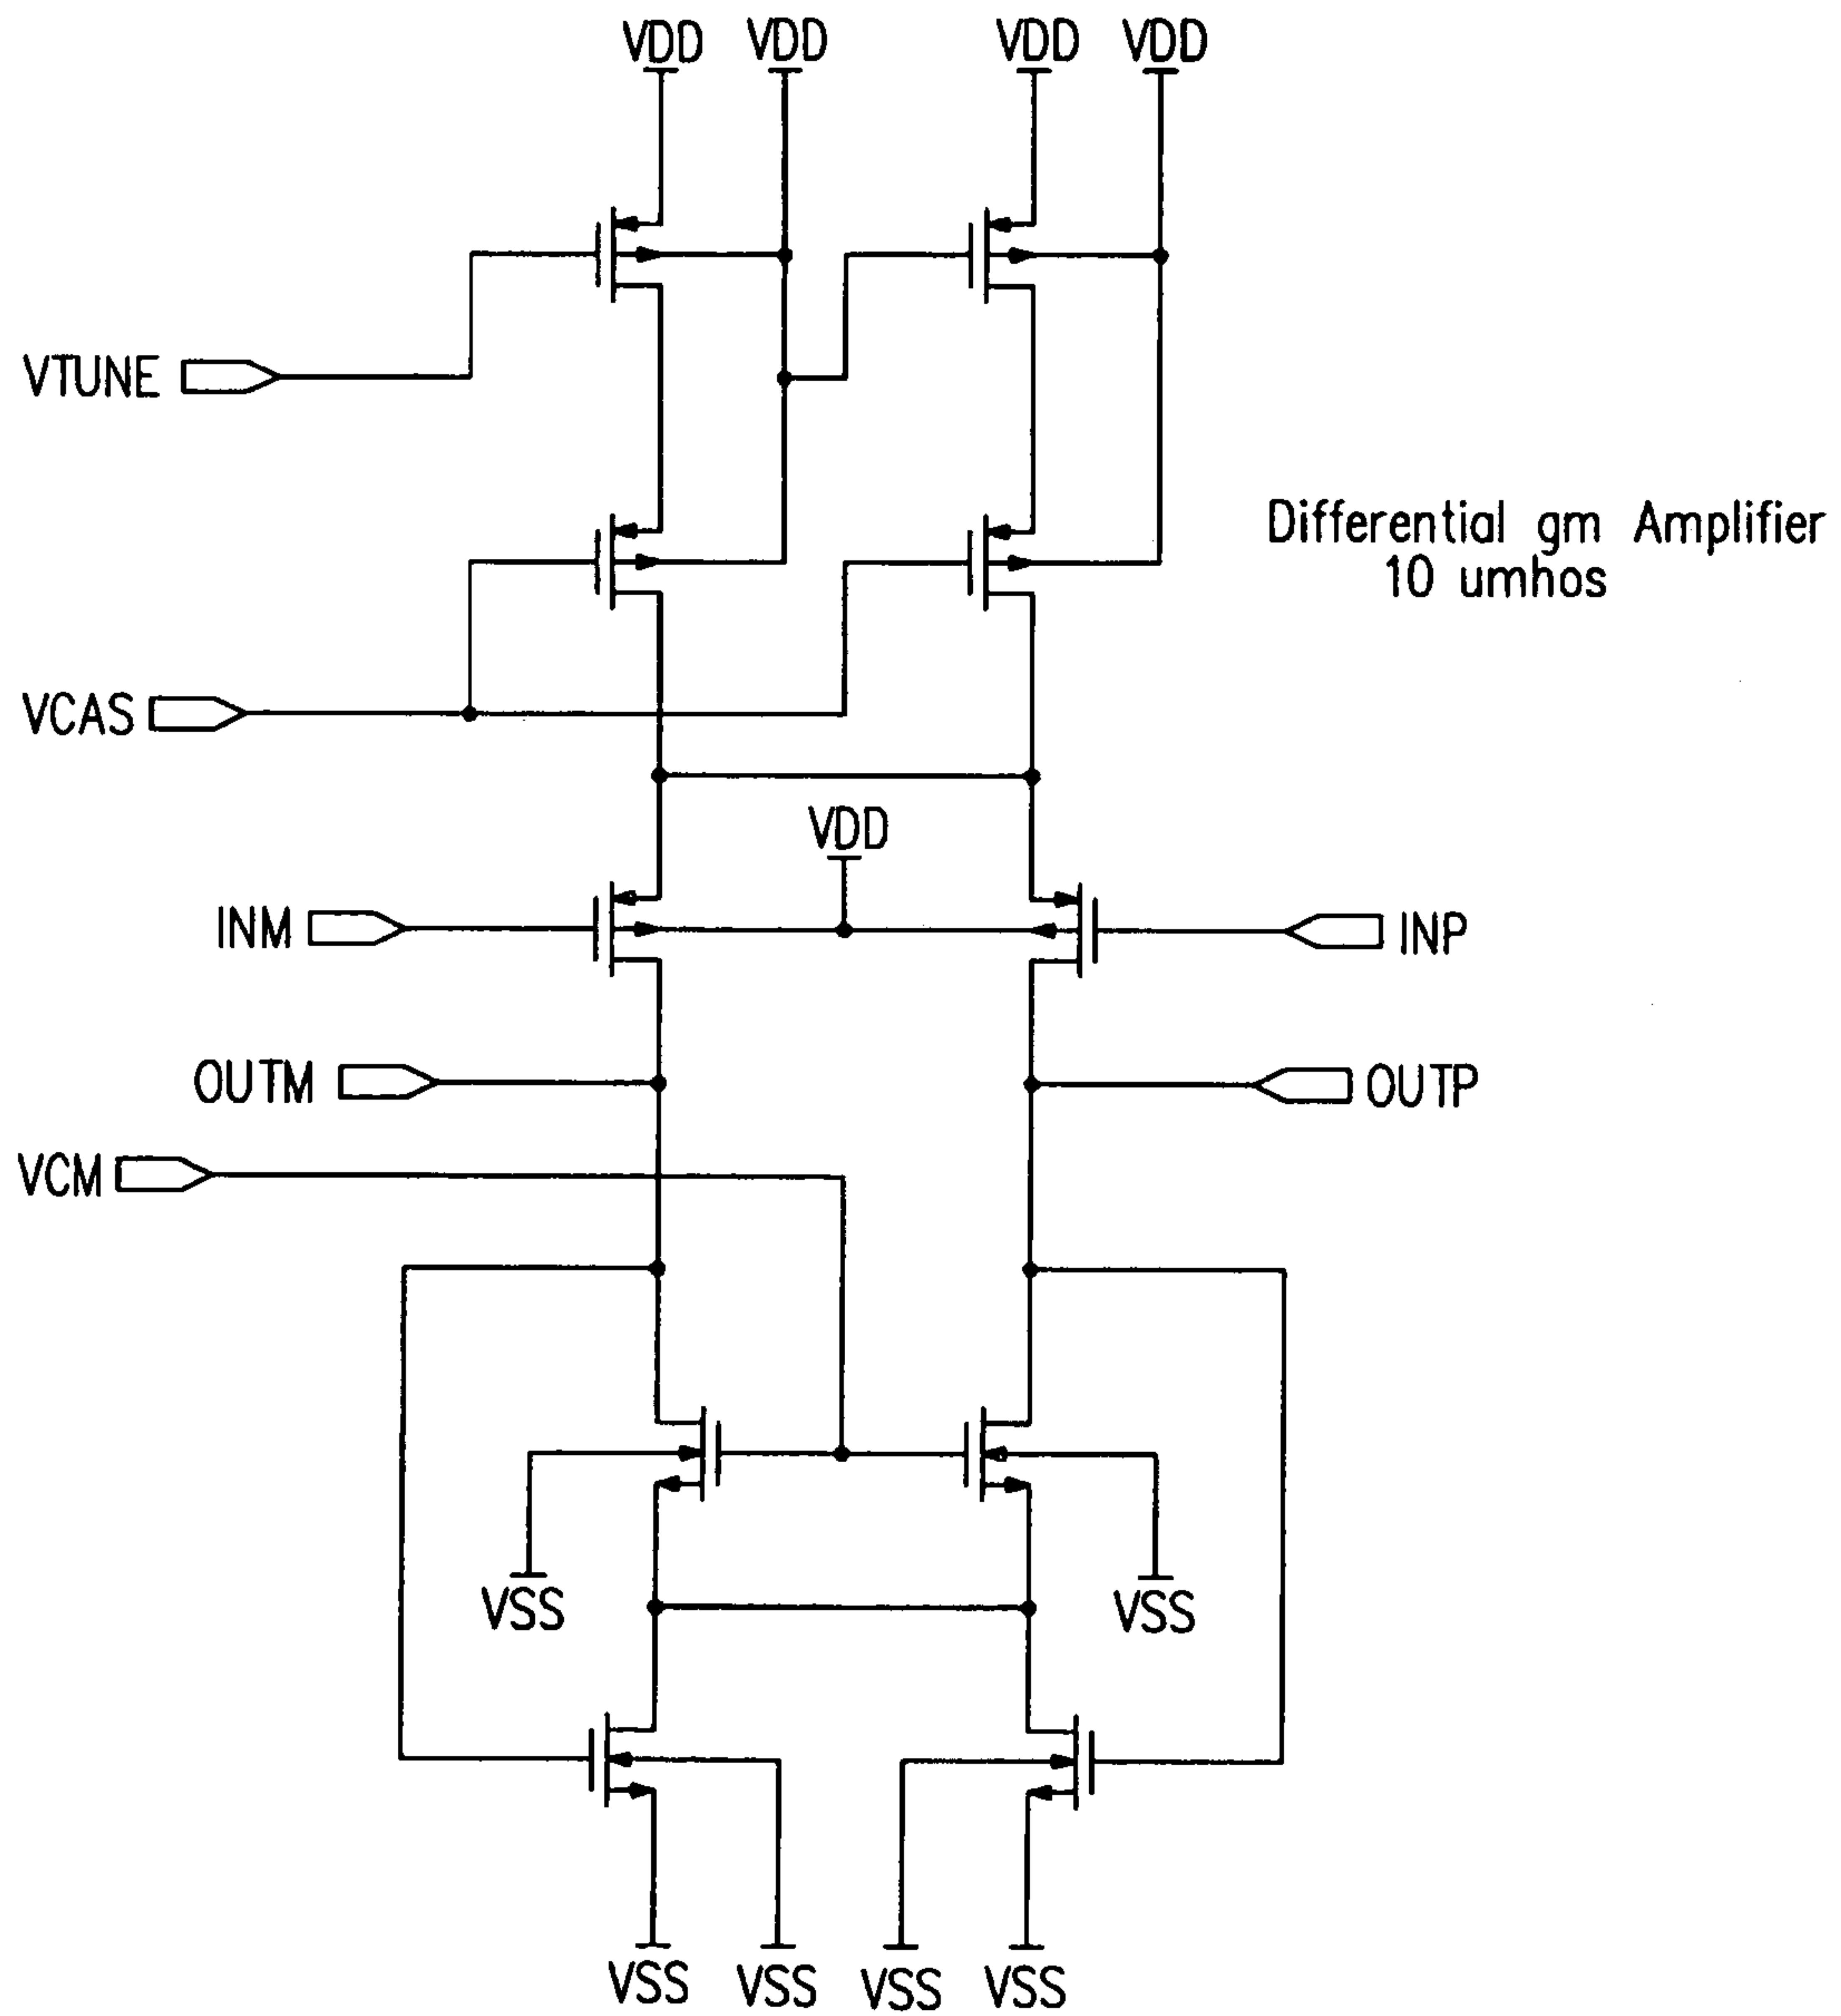 VDD VDD VDD VDD
VTUNE
Differential gm Amplifier
10 umhos
VCAS
VDD
INM
INP
OUTM
OUTP
VCM
VSS
VSS
VSS VSS VSS VSS